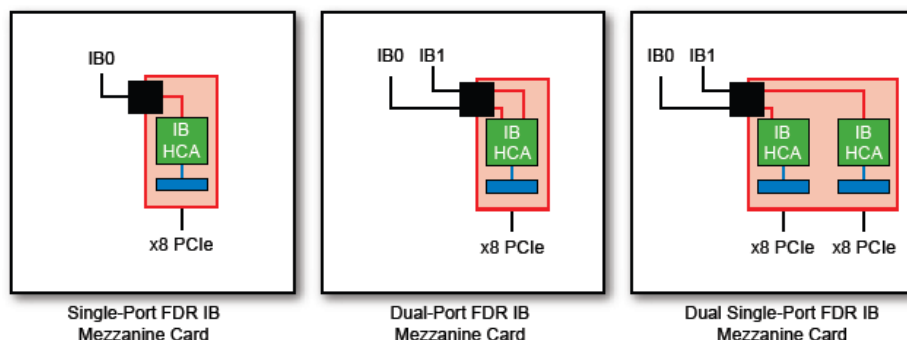 IB0
IB
HCA
x8 PCIe
Single-Port FDR IB
Mezzanine Card
IB0 IB1
IB
HCA
x8 PCIe
Dual-Port FDR IB
Mezzanine Card
IB0 IB1
IB
HCA
IB
HCA
x8 PCIe x8 PCIe
Dual Single-Port FDR IB
Mezzanine Card